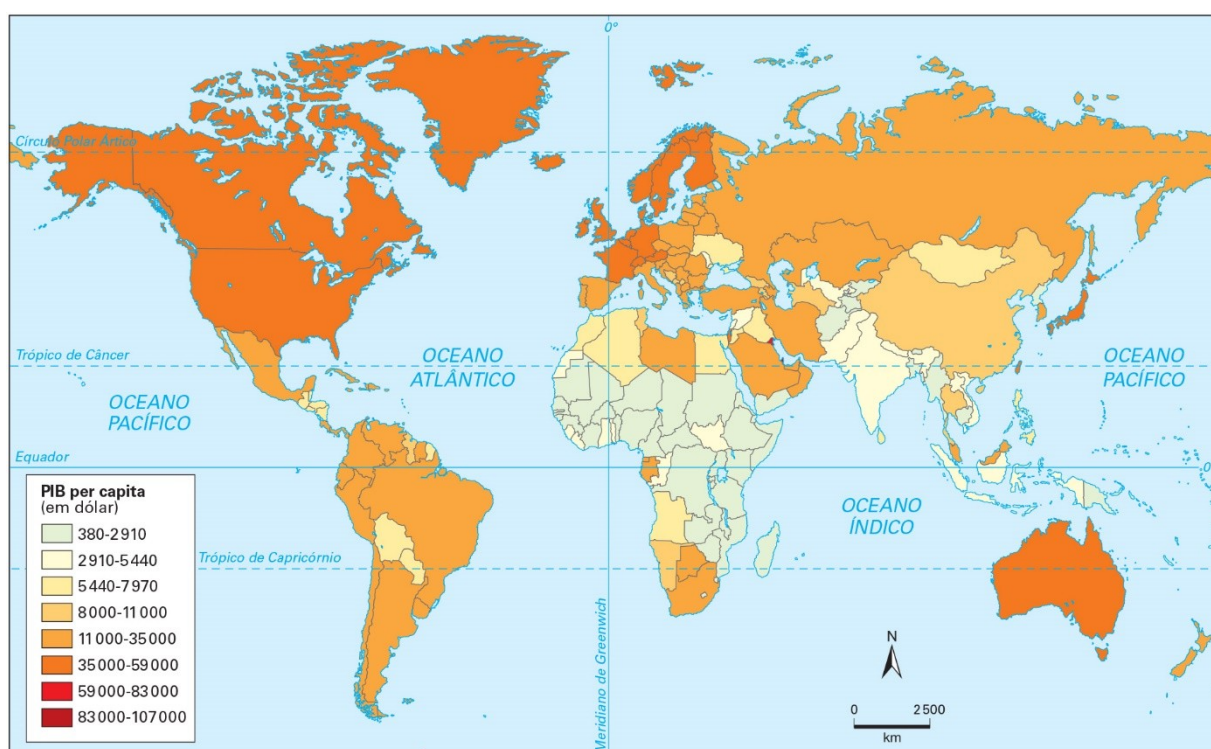 0°
Círculo Polar Ártico
Trópico de Câncer
OCEANO
ATLÂNTICO
OCEANO
PACÍFICO
OCEANO
PACÍFICO
Equador
0°
OCEANO
ÍNDICO
Trópico de Capricórnio
Meridiano de Greenwich
PIB per capita
(em dólar)
380-2 910
2 910-5 440
5 440-7 970
8 000-11 000
11 000-35 000
35 000-59 000
59 000-83 000
83 000-107 000
N
0 2 500
km